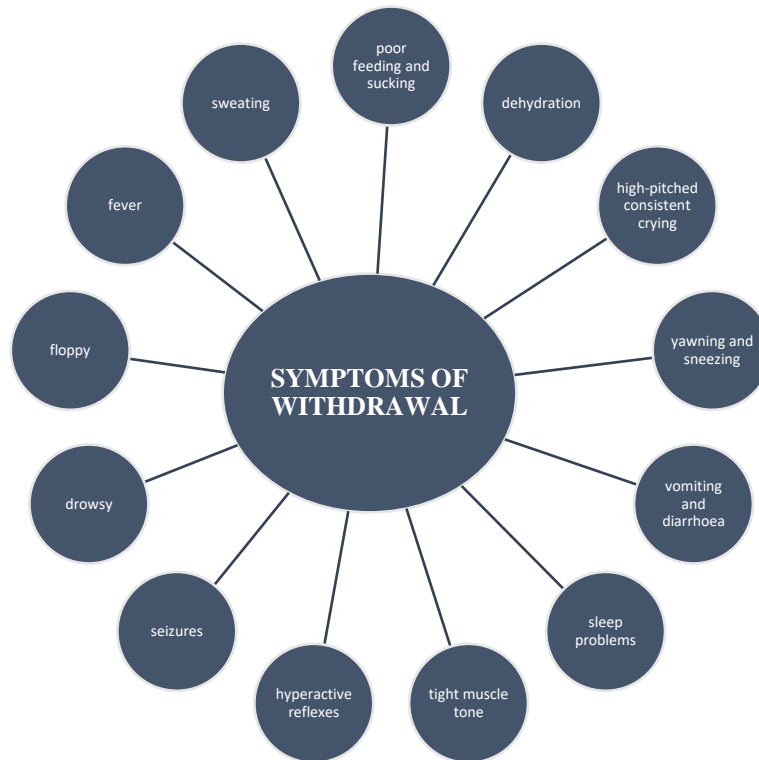 poor
feeding and
sucking
dehydration
high-pitched
consistent
crying
yawning and
sneezing
vomiting
and
diarrhoea
sleep
problems
tight muscle
tone
hyperactive
reflexes
seizures
drowsy
floppy
fever
sweating
SYMPTOMS OF
WITHDRAWAL